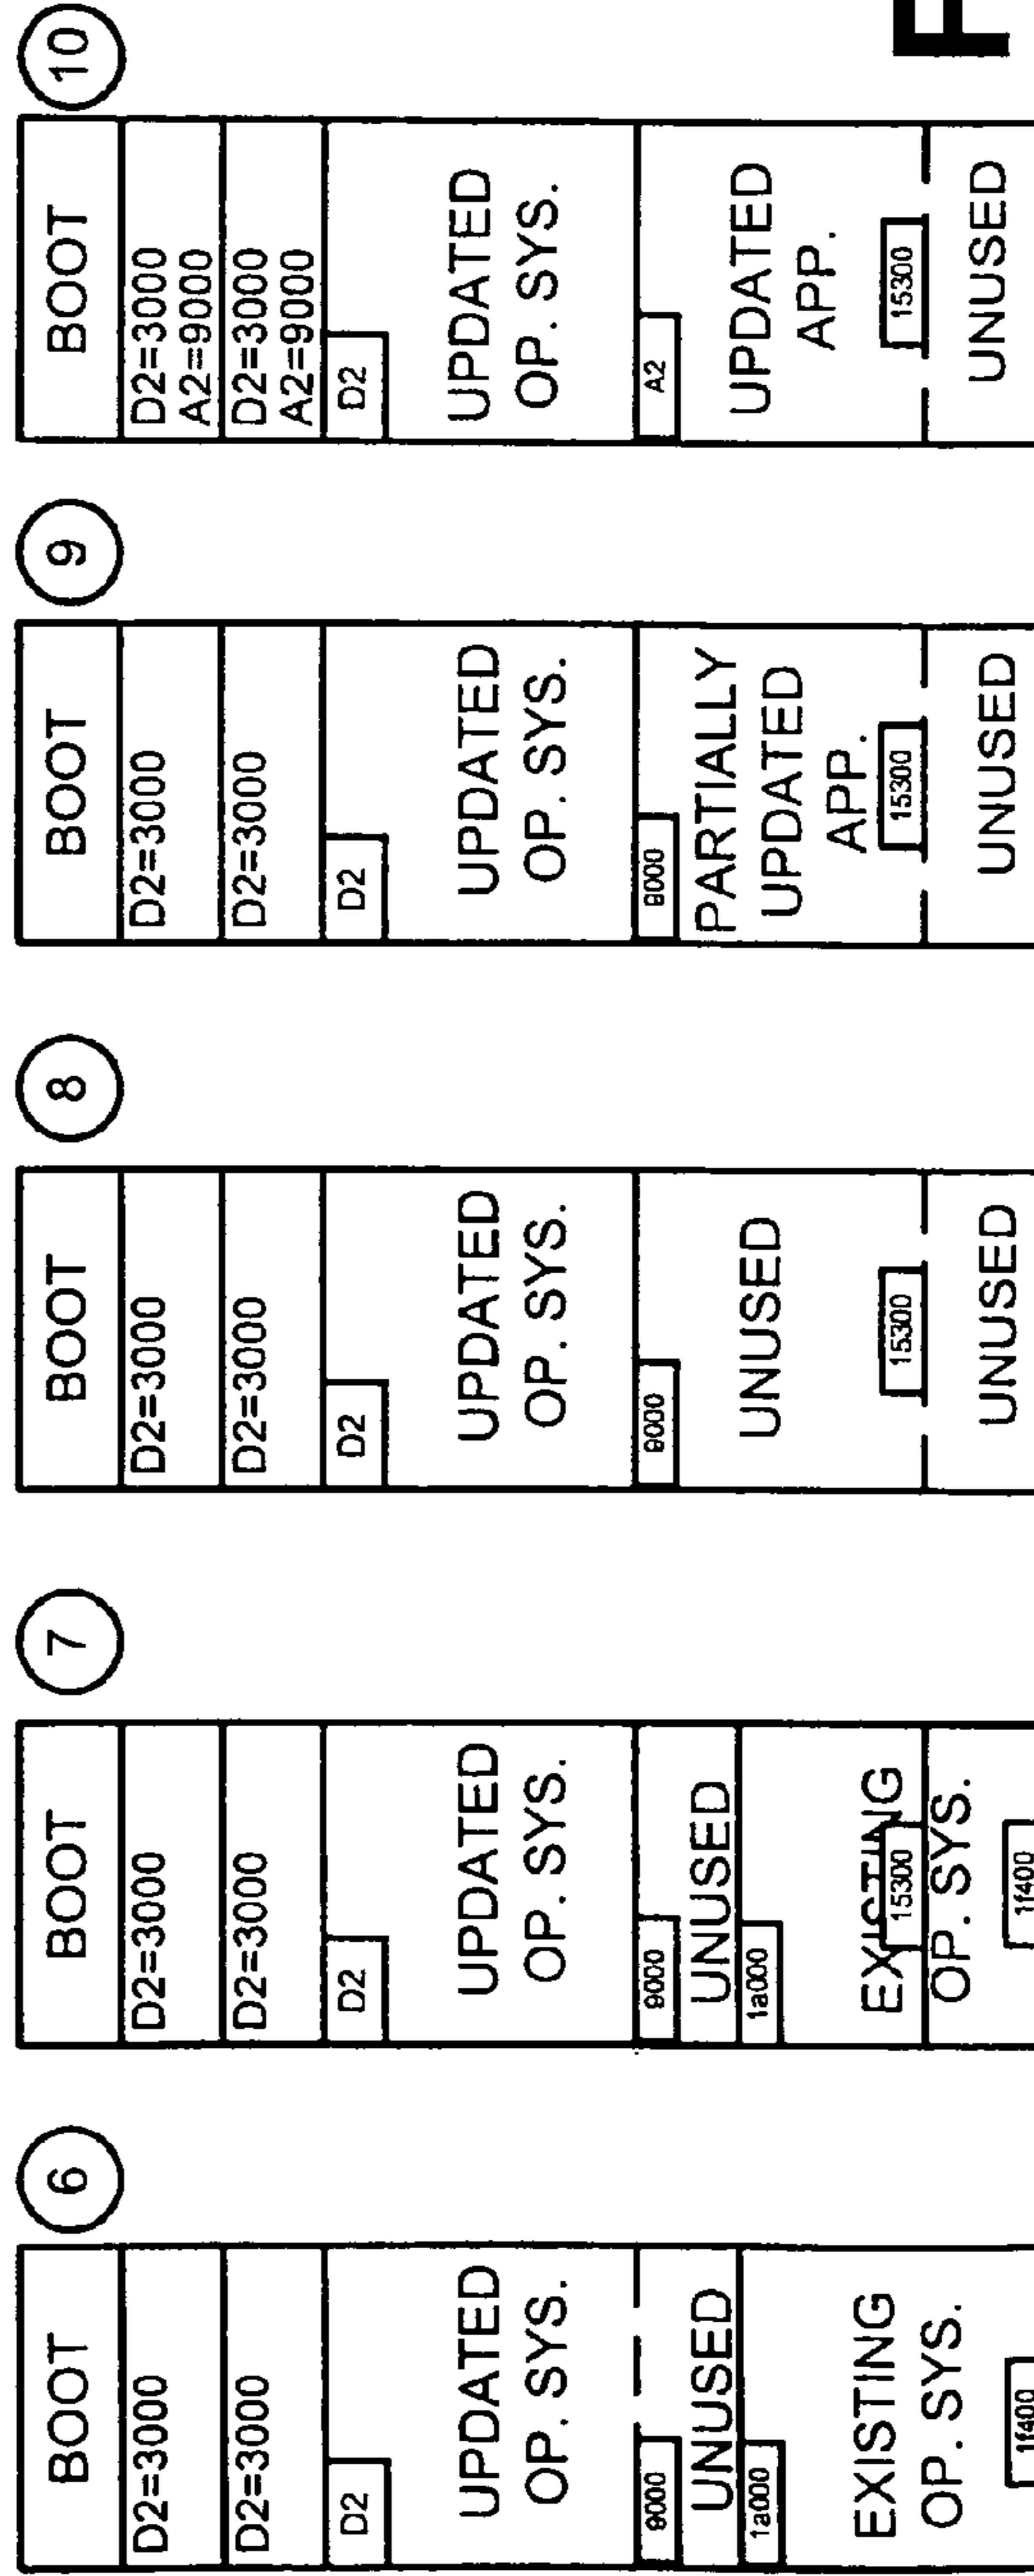 6
BOOT
D2=3000
D2=3000
D2
UPDATED
OP. SYS.
9000
UNUSED
1a000
EXISTING
OP. SYS.
1f400
7
BOOT
D2=3000
D2=3000
D2
UPDATED
OP. SYS.
9000
UNUSED
1a000
EXISTING
15300
OP. SYS.
1f400
8
BOOT
D2=3000
D2=3000
D2
UPDATED
OP. SYS.
9000
UNUSED
15300
UNUSED
9
BOOT
D2=3000
D2=3000
D2
UPDATED
OP. SYS.
9000
PARTIALLY
UPDATED
APP.
15300
UNUSED
10
BOOT
D2=3000
A2=9000
D2=3000
A2=9000
D2
UPDATED
OP. SYS.
A2
UPDATED
APP.
15300
UNUSED
F